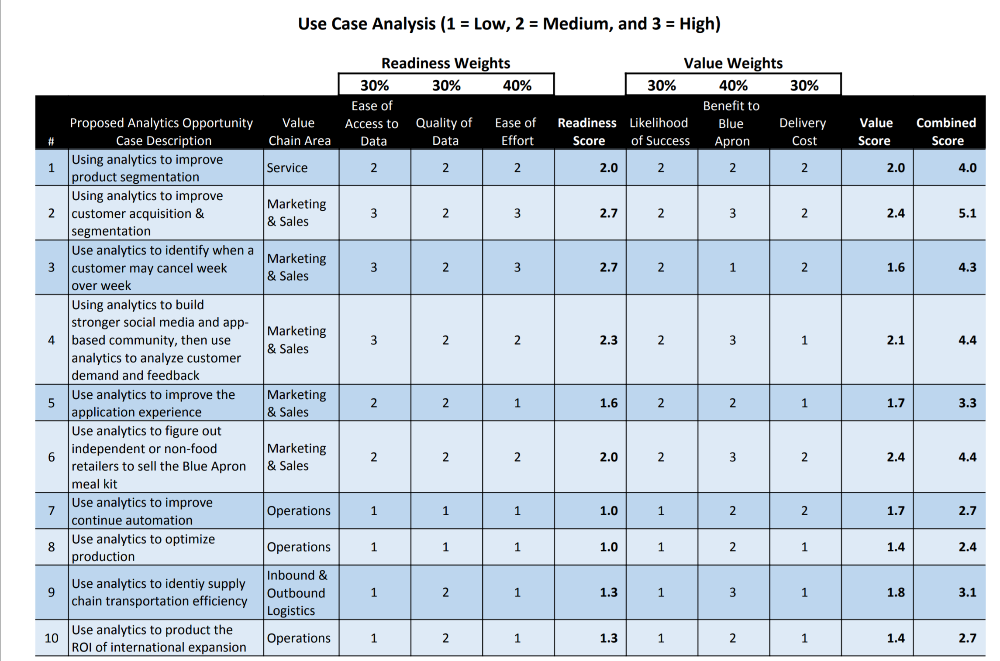 Use Case Analysis (1 = Low, 2 = Medium, and 3 = High)
Readiness Weights
Value Weights
30% 30% 40% 30% 40% 30%
# Proposed Analytics Opportunity Case Description Value Chain Area Ease of Access to Data Quality of Data Ease of Effort Readiness Score Likelihood of Success Benefit to Blue Apron Delivery Cost Value Score Combined Score
1 Using analytics to improve product segmentation Service 2 2 2 2.0 2 2 2 2.0 4.0
2 Using analytics to improve customer acquisition & segmentation Marketing & Sales 3 2 3 2.7 2 3 2 2.4 5.1
3 Use analytics to identify when a customer may cancel week over week Marketing & Sales 3 2 3 2.7 2 1 2 1.6 4.3
4 Using analytics to build stronger social media and app-based community, then use analytics to analyze customer demand and feedback Marketing & Sales 3 2 2 2.3 2 3 1 2.1 4.4
5 Use analytics to improve the application experience Marketing & Sales 2 2 1 1.6 2 2 1 1.7 3.3
6 Use analytics to figure out independent or non-food retailers to sell the Blue Apron meal kit Marketing & Sales 2 2 2 2.0 2 3 2 2.4 4.4
7 Use analytics to improve continue automation Operations 1 1 1 1.0 1 2 2 1.7 2.7
8 Use analytics to optimize production Operations 1 1 1 1.0 1 2 1 1.4 2.4
9 Use analytics to identiy supply chain transportation efficiency Inbound & Outbound Logistics 1 2 1 1.3 1 3 1 1.8 3.1
10 Use analytics to product the ROI of international expansion Operations 1 2 1 1.3 1 2 1 1.4 2.7